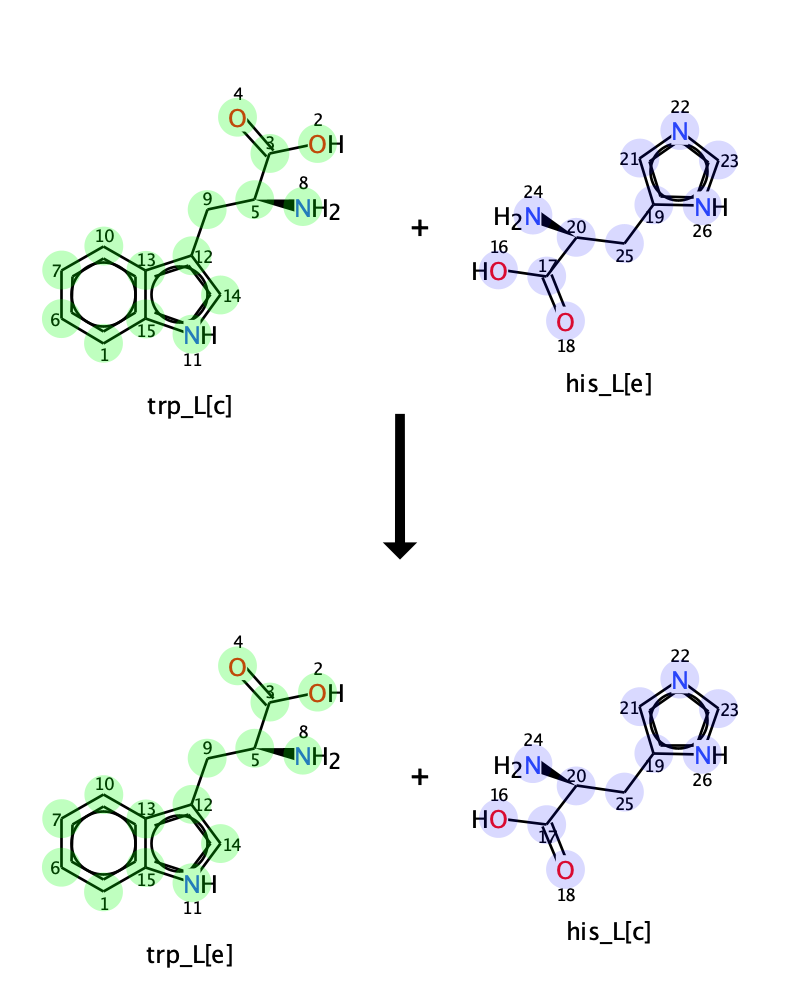 4
O
2
3
OH
8
9
5
NH2
10
12
13
7
14
6
15
NH
1
11
trp_L[c]
+
22
N
21
23
24
H2N
20
19
NH
26
16
HO
17
25
O
18
his_L[e]
4
O
2
3
OH
8
9
5
NH2
10
12
13
7
14
6
15
NH
1
11
trp_L[e]
+
22
N
21
23
24
H2N
20
19
NH
26
16
HO
17
25
O
18
his_L[c]